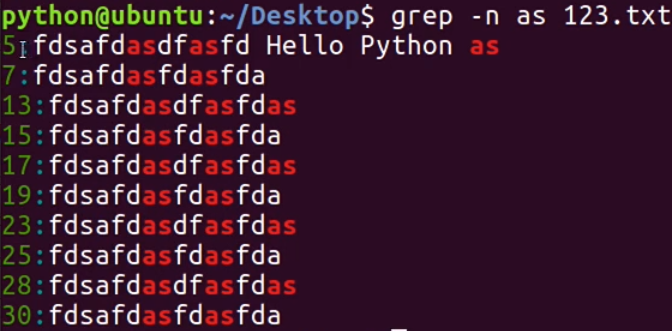 python@ubuntu:~/Desktop$ grep -n as 123.txt
5:fdsafdasdfasfd Hello Python as
7:fdsafdasfdasfda
13:fdsafdasdfasfdas
15:fdsafdasfdasfda
17:fdsafdasdfasfdas
19:fdsafdasfdasfda
23:fdsafdasdfasfdas
25:fdsafdasfdasfda
28:fdsafdasdfasfdas
30:fdsafdasfdasfda